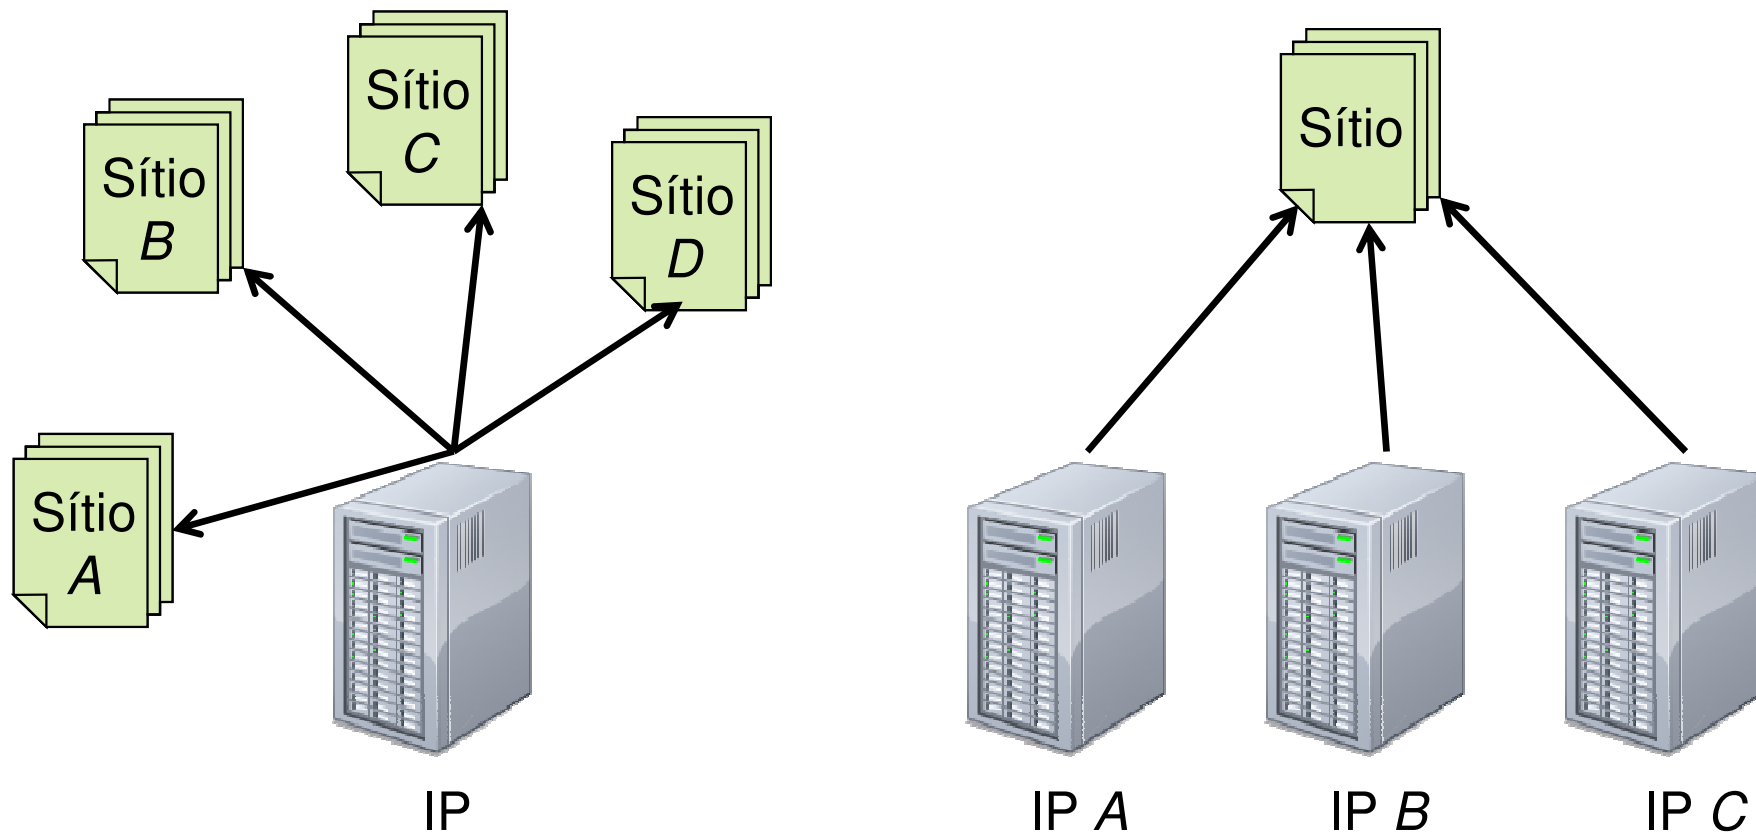 Sítio
C
Sítio
B
Sítio
D
Sítio
A
IP
Sítio
IP A
IP B
IP C